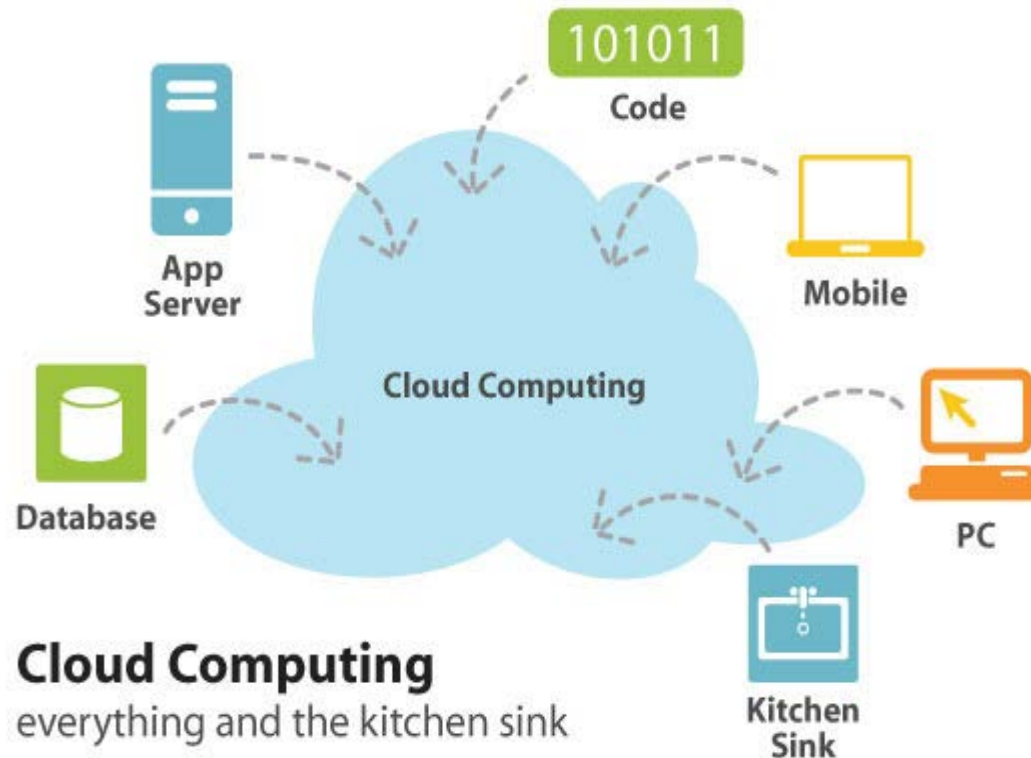 101011
Code
App
Server
Mobile
Cloud Computing
Database
PC
Kitchen
Sink
Cloud Computing
everything and the kitchen sink